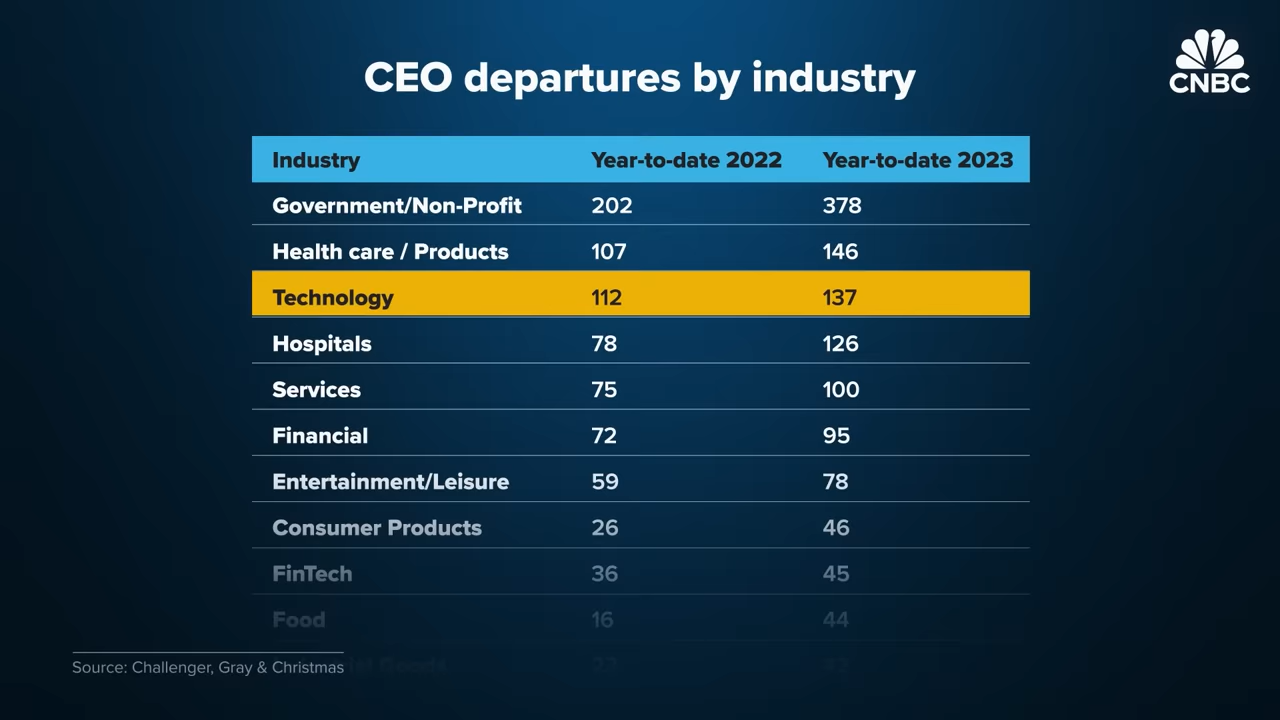 CEO departures by industry
CNBC
Industry Year-to-date 2022 Year-to-date 2023
Government/Non-Profit 202 378
Health care / Products 107 146
Technology 112 137
Hospitals 78 126
Services 75 100
Financial 72 95
Entertainment/Leisure 59 78
Consumer Products 26 46
FinTech 36 45
Food 16 44
Goods
Source: Challenger, Gray & Christmas